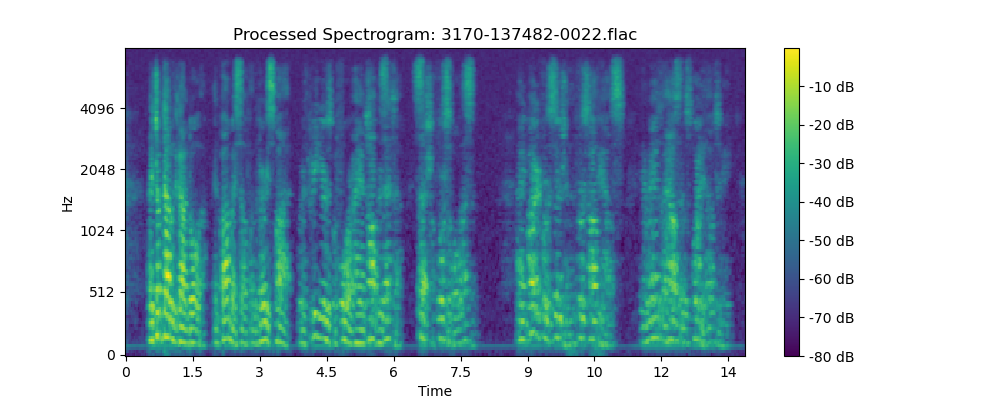 Processed Spectrogram: 3170-137482-0022.flac
Hz
4096
2048
1024
512
0
0 1.5 3 4.5 6 7.5 9 10 12 14
Time
-10 dB
-20 dB
-30 dB
-40 dB
-50 dB
-60 dB
-70 dB
-80 dB